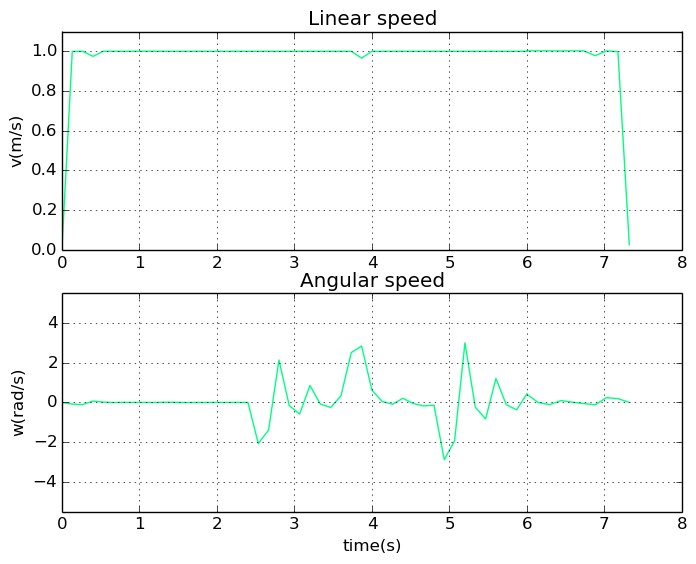 Linear speed
1.0
0.8
0.6
0.4
0.2
0.0
v(m/s)
0 1 2 3 4 5 6 7 8
Angular speed
4
2
0
−2
−4
w(rad/s)
0 1 2 3 4 5 6 7 8
time(s)